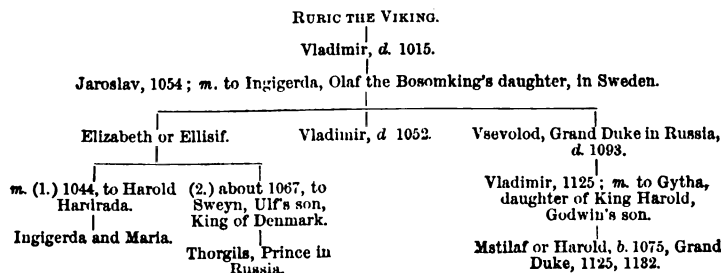 RURIC THE VIKING.
Vladimir, d. 1015.
Jaroslav, 1054 ; m. to Ingigerda, Olaf the Bosomking's daughter, in Sweden.
Elizabeth or Ellisif.
Vladimir, d 1052.
Vsevolod, Grand Duke in Russia,
d. 1093.
m. (1.) 1044, to Harold
Hardrada.
Ingigerda and Maria.
(2.) about 1067, to
Sweyn, Ulf's son,
King of Denmark.
Thorgils, Prince in
Russia.
Vladimir, 1125 ; m. to Gytha,
daughter of King Harold,
Godwin's son.
Mstilaf or Harold, b. 1075, Grand
Duke, 1125, 1132.